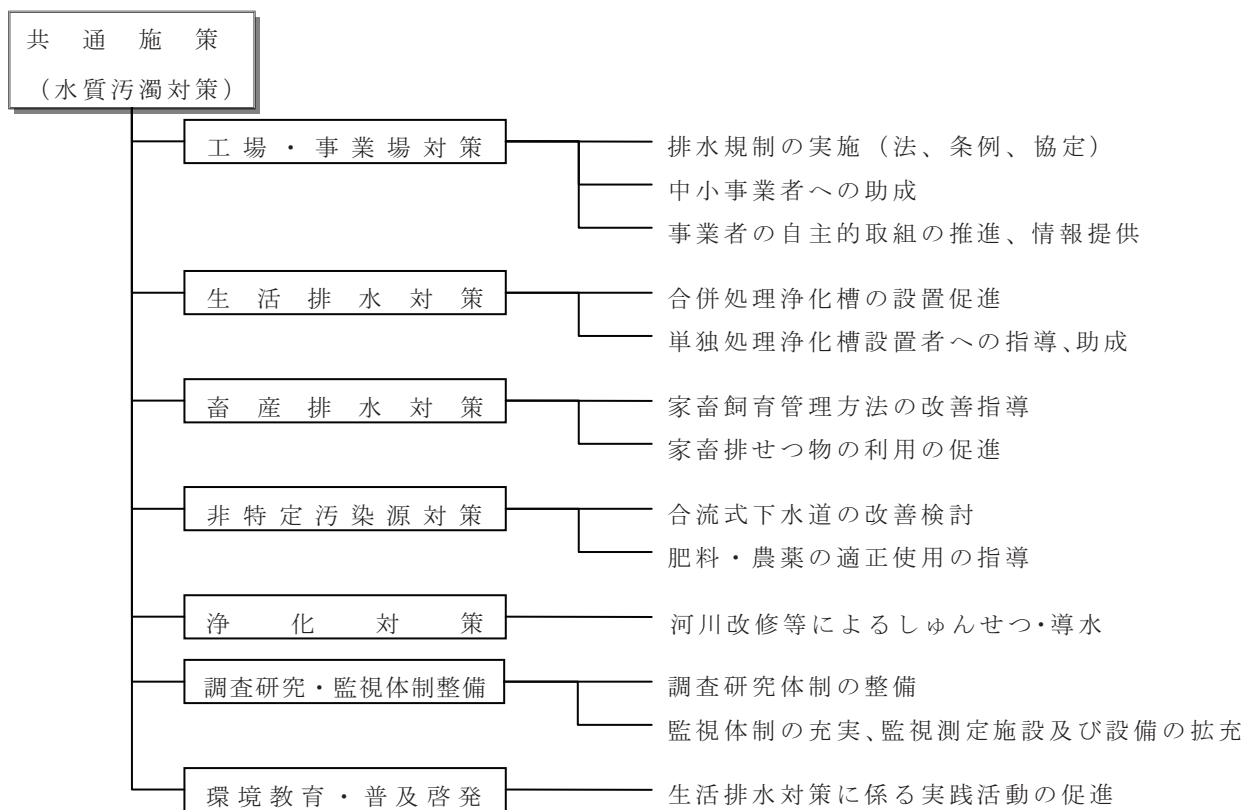 共通施策
（水質汚濁対策）
工場・事業場対策
排水規制の実施（法、条例、協定）
中小事業者への助成
事業者の自主的取組の推進、情報提供
生活排水対策
合併処理浄化槽の設置促進
単独処理浄化槽設置者への指導、助成
畜産排水対策
家畜飼育管理方法の改善指導
家畜排せつ物の利用の促進
非特定汚染源対策
合流式下水道の改善検討
肥料・農薬の適正使用の指導
浄化対策
河川改修等によるしゅんせつ・導水
調査研究・監視体制整備
調査研究体制の整備
監視体制の充実、監視測定施設及び設備の拡充
環境教育・普及啓発
生活排水対策に係る実践活動の促進